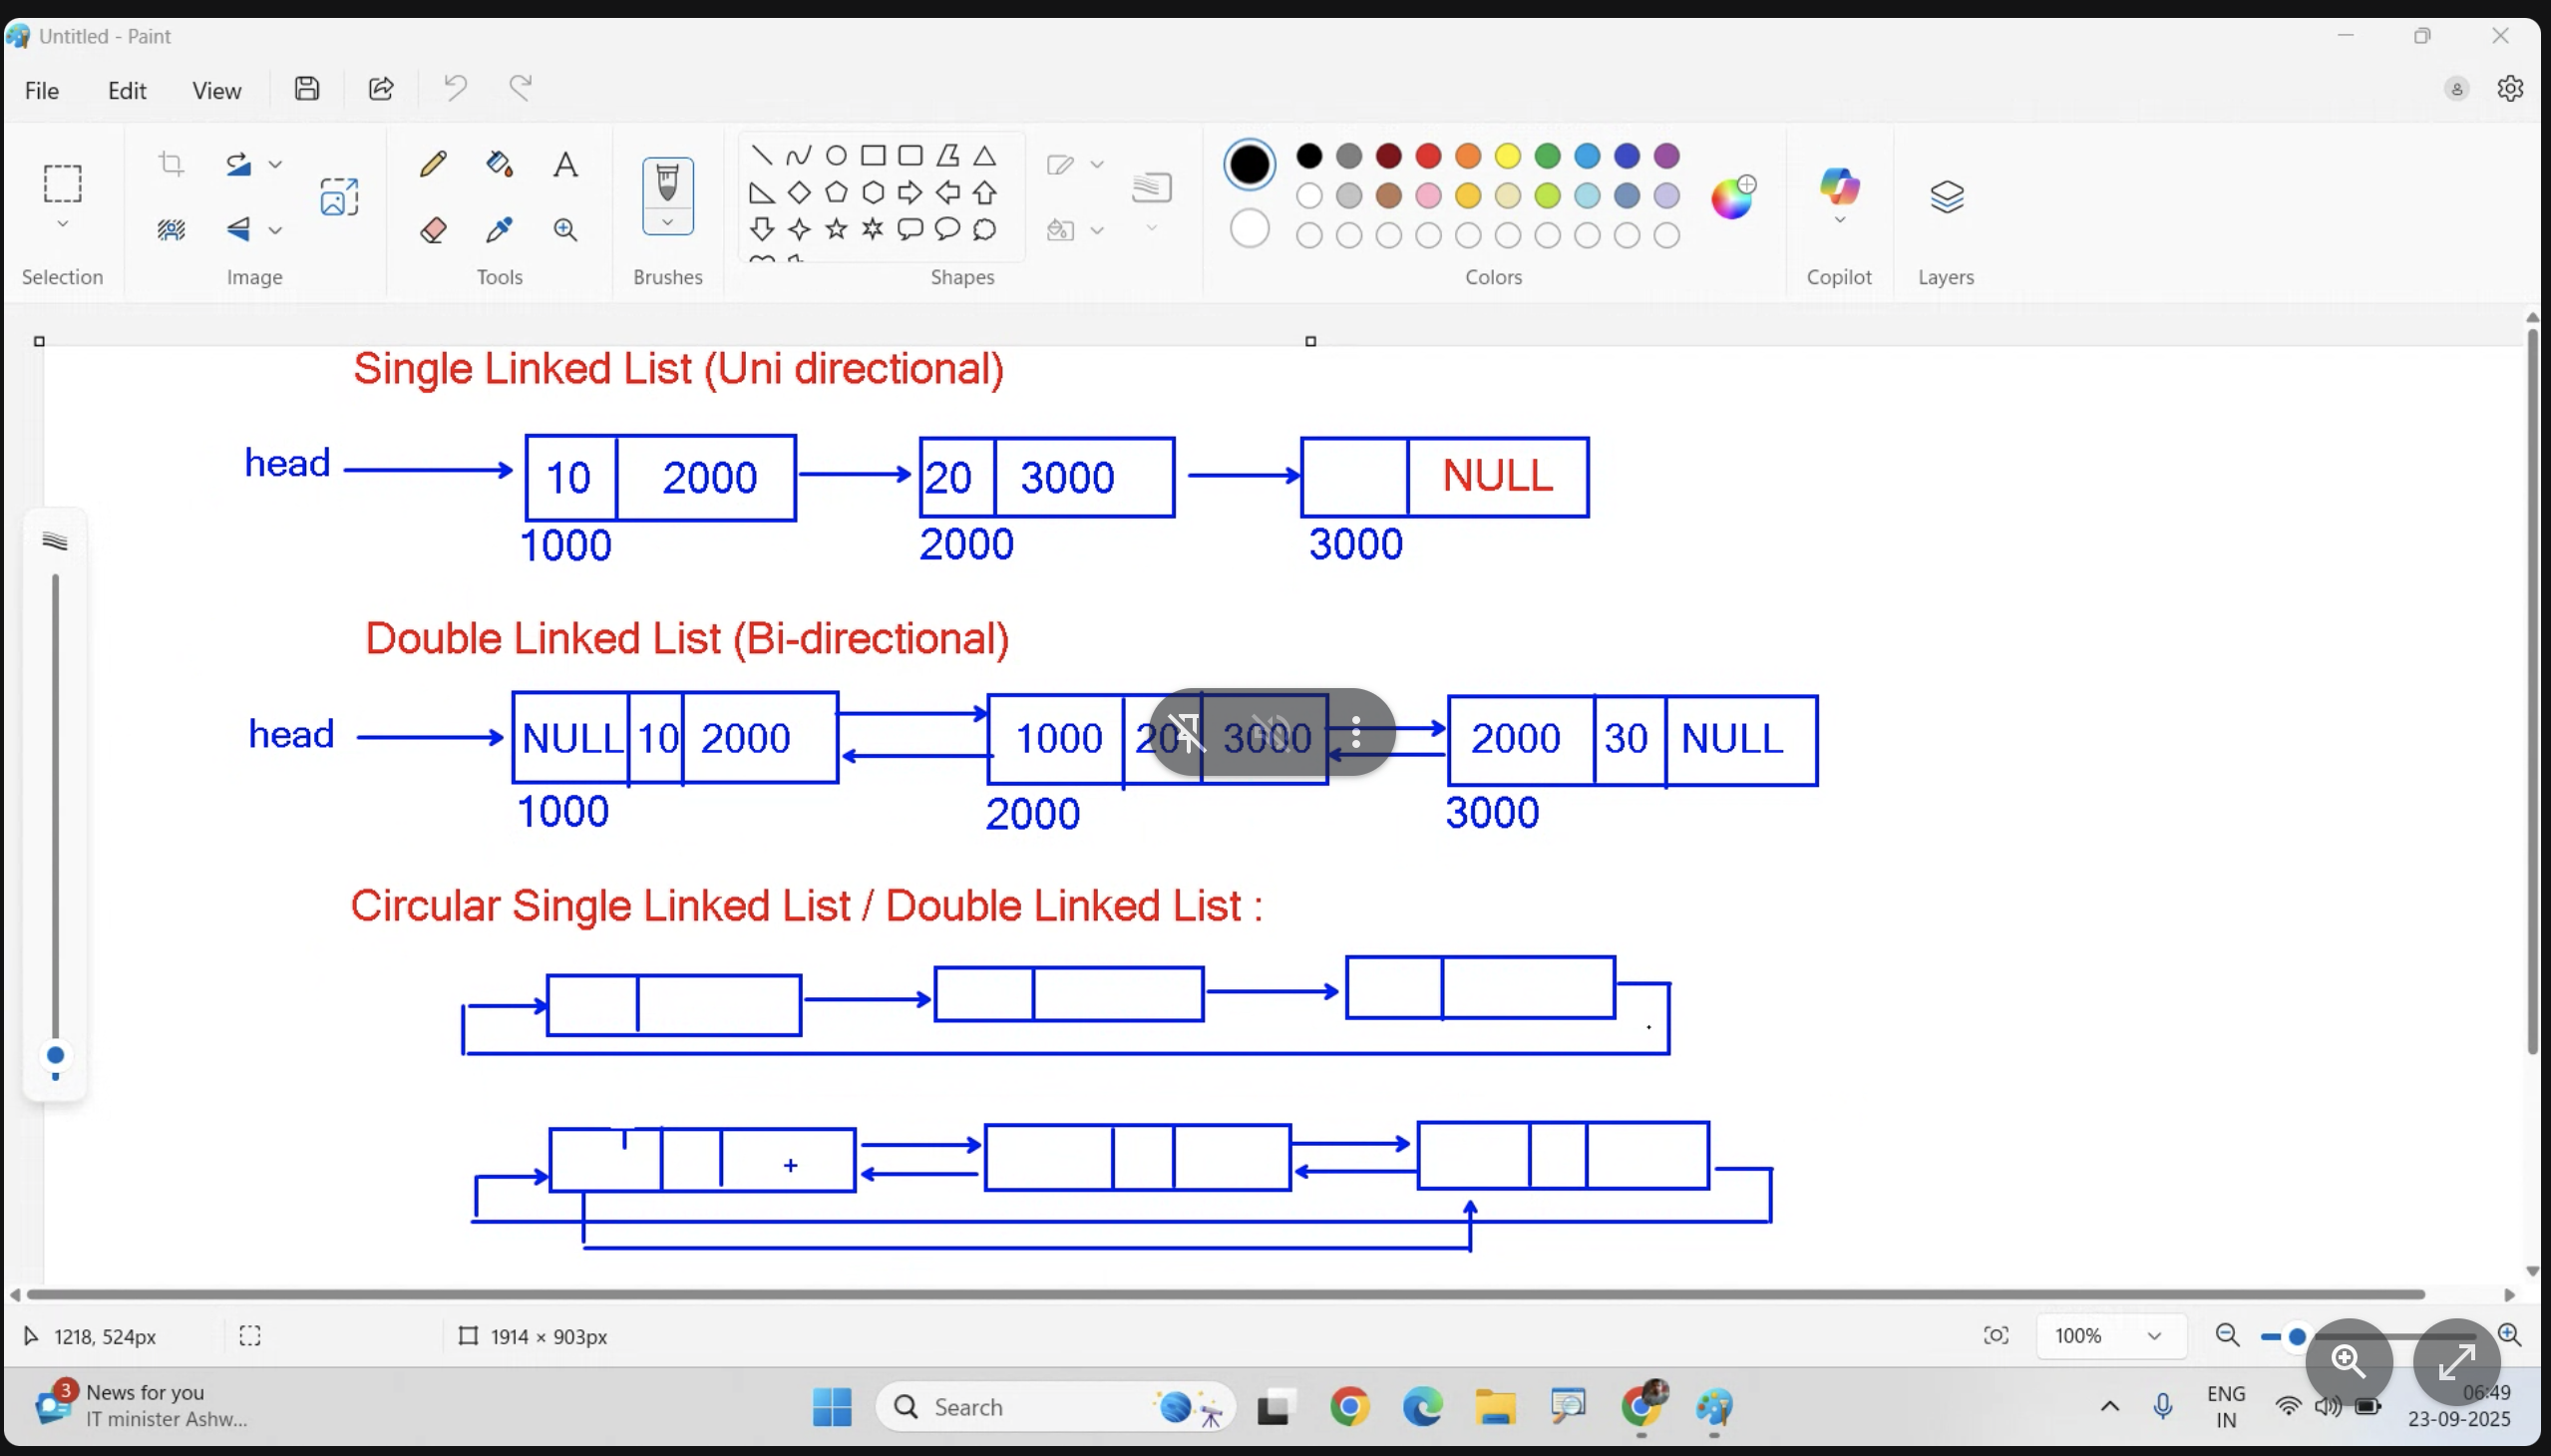 Untitled - Paint
File Edit View
Selection Image Tools Brushes Shapes Colors Copilot Layers
Single Linked List (Uni directional)
head 10 2000 20 3000 NULL
1000 2000 3000
Double Linked List (Bi-directional)
head NULL 10 2000 1000 20 3000 2000 30 NULL
1000 2000 3000
Circular Single Linked List / Double Linked List :
1218, 524px 1914 × 903px 100%
3 News for you
IT minister Ashw...
Search
ENG
IN
06:49
23-09-2025